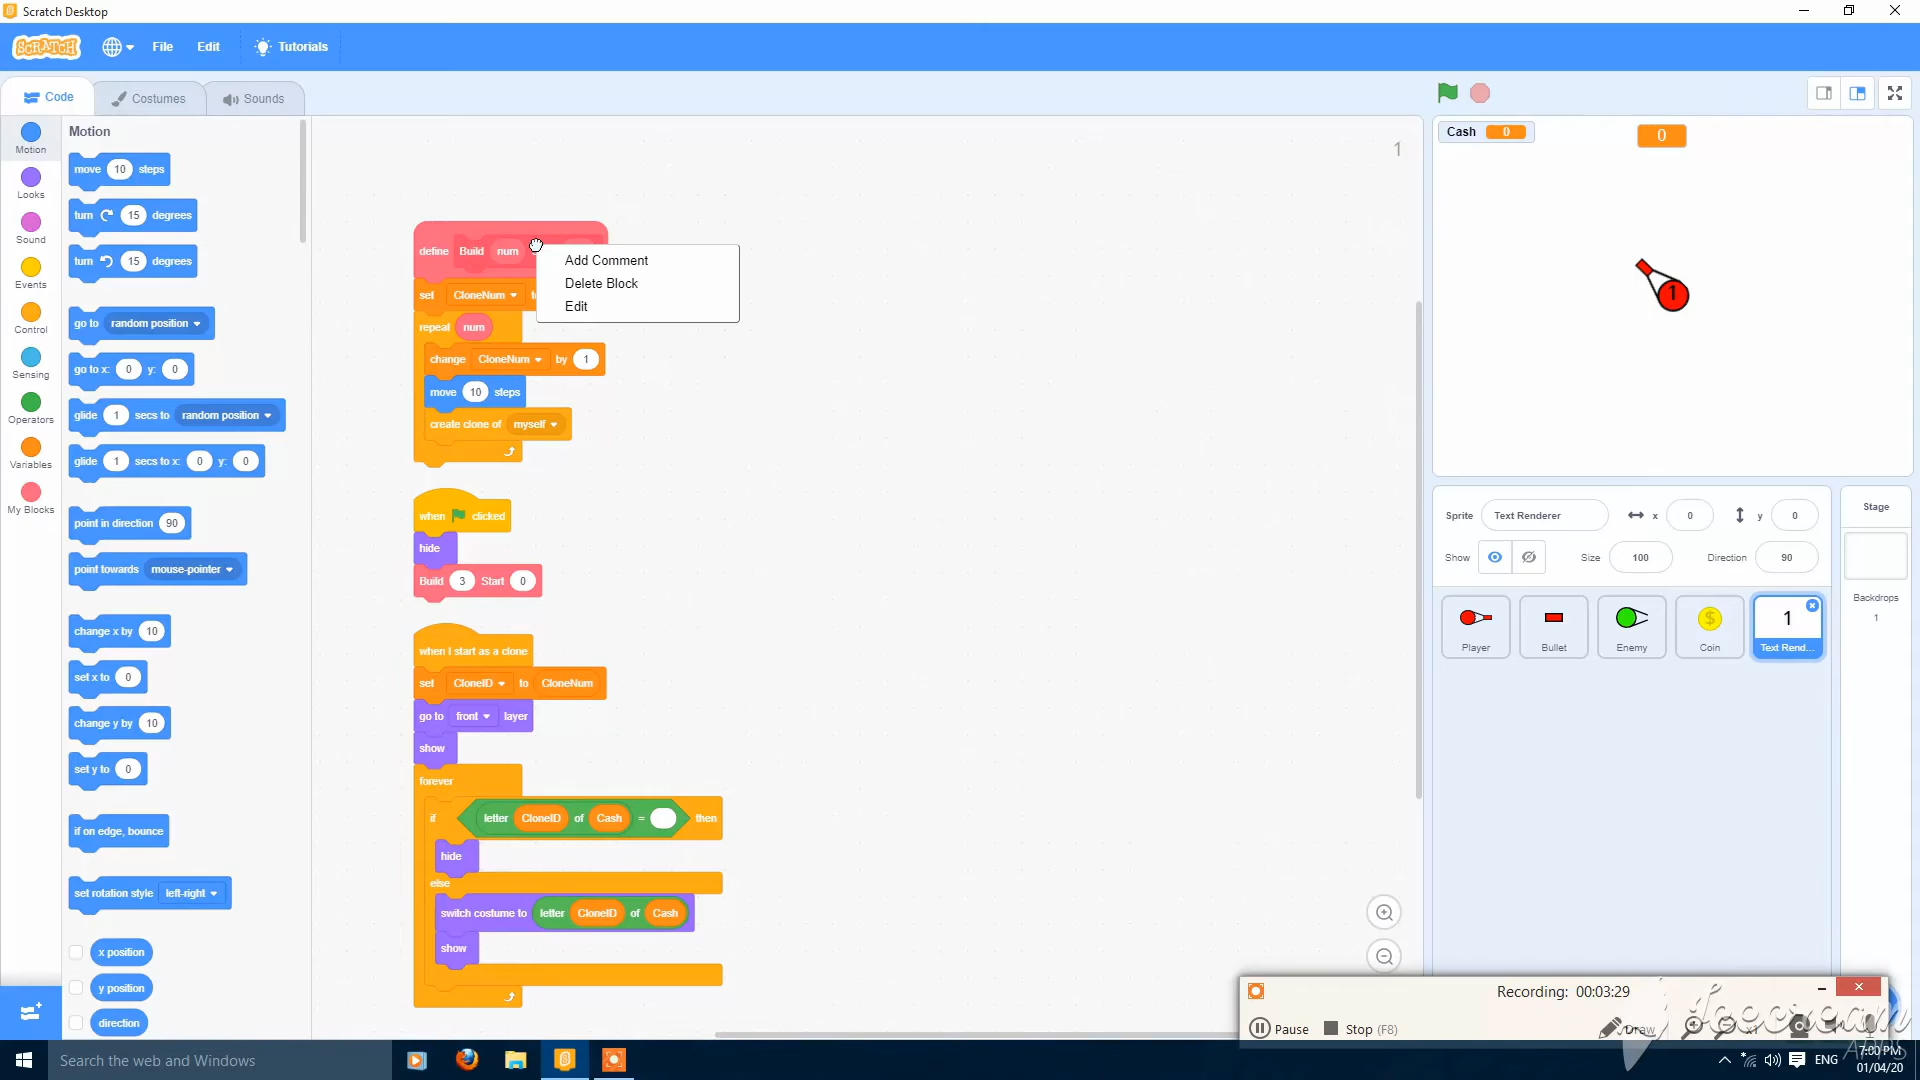 Scratch Desktop
SCRATCH
File
Edit
Tutorials
Code
Costumes
Sounds
Motion
Looks
Sound
Events
Control
Sensing
Operators
Variables
My Blocks
Motion
move 10 steps
turn 15 degrees
turn 15 degrees
go to random position
go to x: 0 y: 0
glide 1 secs to random position
glide 1 secs to x: 0 y: 0
point in direction 90
point towards mouse-pointer
change x by 10
set x to 0
change y by 10
set y to 0
if on edge, bounce
set rotation style left-right
x position
y position
direction
1
define Build num
set CloneNum
repeat num
change CloneNum by 1
move 10 steps
create clone of myself
Add Comment
Delete Block
Edit
when clicked
hide
Build 3 Start 0
when I start as a clone
set CloneID to CloneNum
go to front layer
show
forever
if letter CloneID of Cash = then
hide
else
switch costume to letter CloneID of Cash
show
Cash 0
0
1
Sprite Text Renderer x 0 y 0
Show Size 100 Direction 90
Player
Bullet
Enemy
$
Coin
1
Text Rend...
Stage
Backdrops
1
Recording: 00:03:29
Pause
Stop (F8)
Draw
x1
Icecream
APPS
Search the web and Windows
ENG
7:00 PM
01/04/20